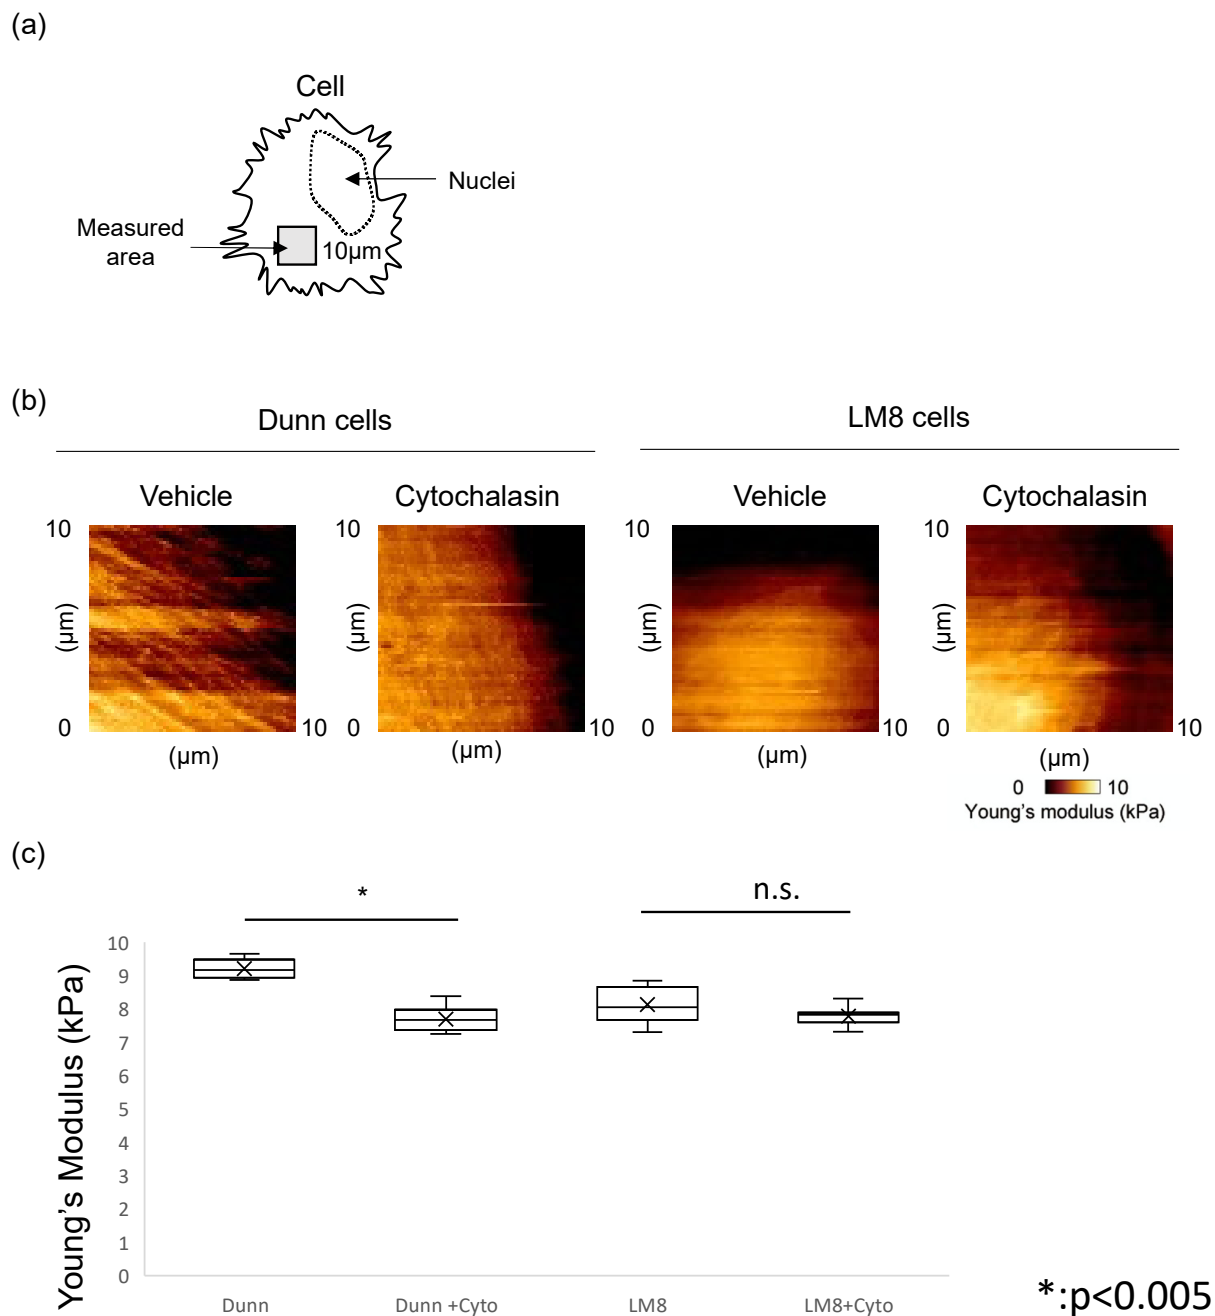 (a)
Cell
Nuclei
Measured
area
10μm
(b)
Dunn cells
LM8 cells
Vehicle
Cytochalasin
Vehicle
Cytochalasin
10
(μm)
0
10
(μm)
10
(μm)
0
10
(μm)
10
(μm)
0
10
(μm)
10
(μm)
0
10
(μm)
0
10
Young's modulus (kPa)
(c)
*
n.s.
Young's Modulus (kPa)
10
9
8
7
6
5
4
3
2
1
0
Dunn
Dunn +Cyto
LM8
LM8+Cyto
*:p<0.005